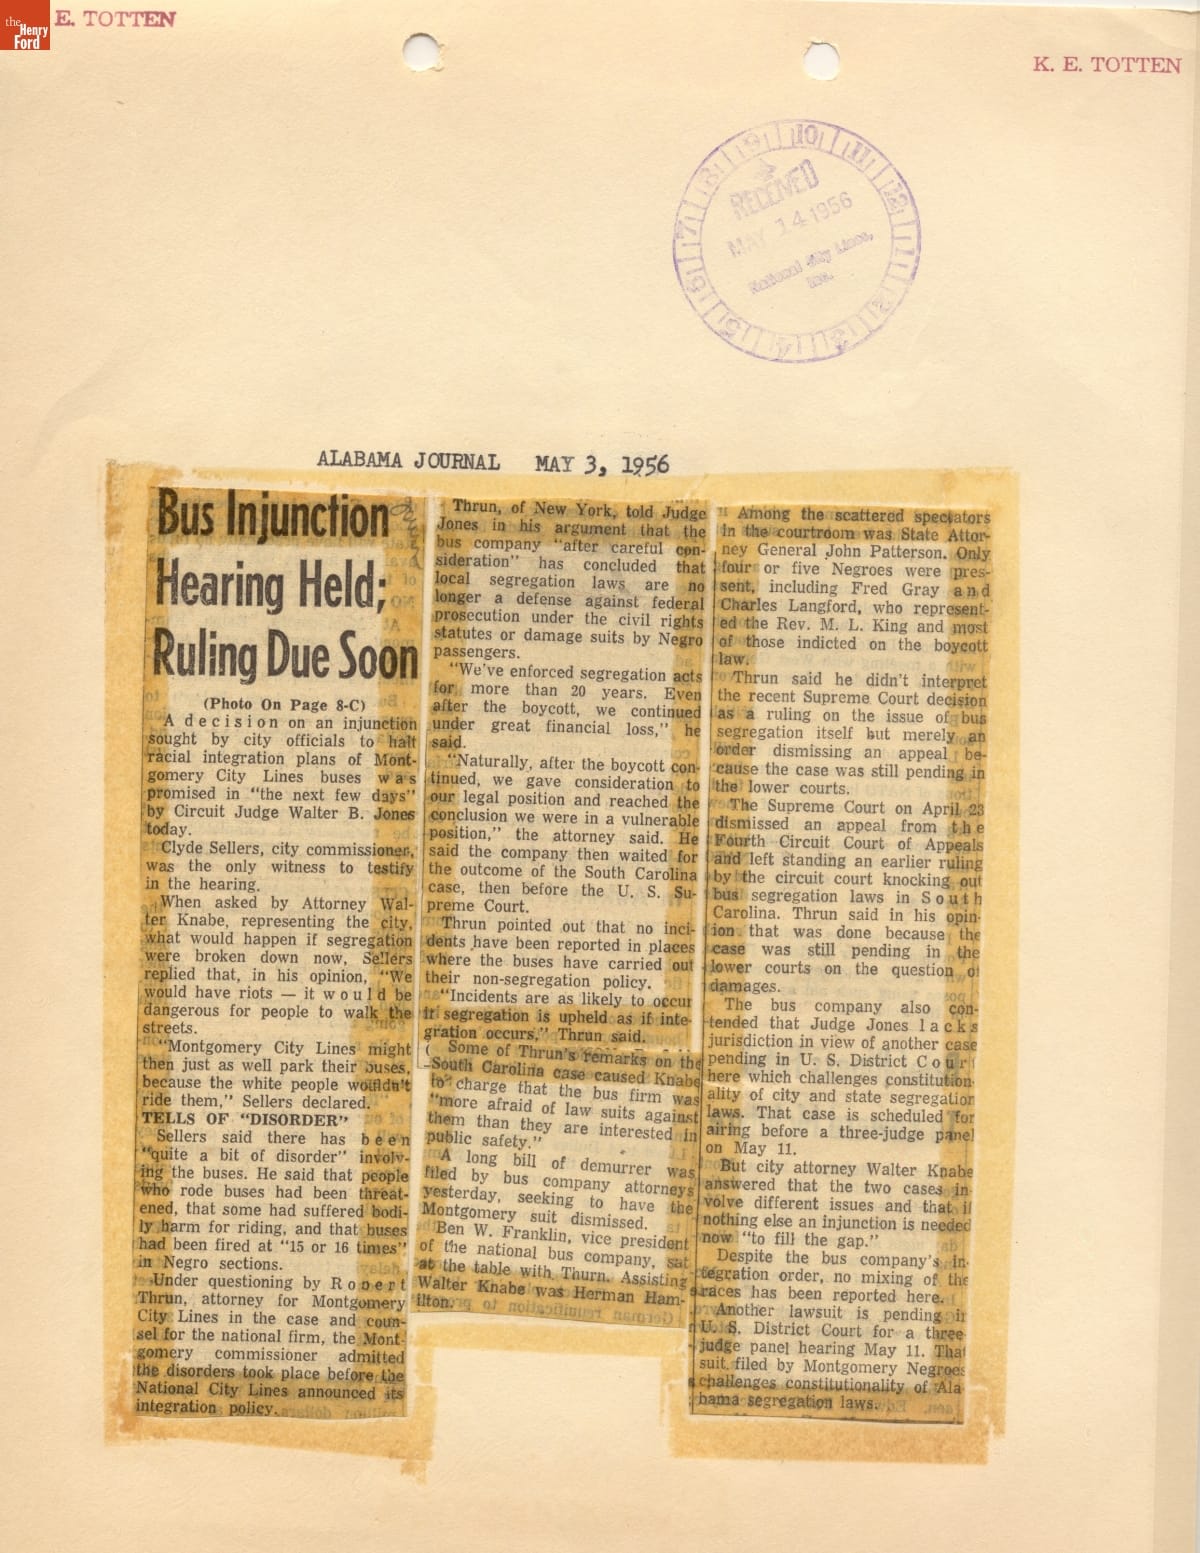 the
Henry
Ford
E. TOTTEN
K. E. TOTTEN
9 10 11 12
RECEIVED
MAY 14 1956
National City Lines,
Inc.
ALABAMA JOURNAL MAY 3, 1956
Bus Injunction
Hearing Held;
Ruling Due Soon
(Photo On Page 8-C)
A decision on an injunction
sought by city officials to halt
racial integration plans of Mont-
gomery City Lines buses was
promised in "the next few days"
by Circuit Judge Walter B. Jones
today.
Clyde Sellers, city commissioner,
was the only witness to testify
in the hearing.
When asked by Attorney Wal-
ter Knabe, representing the city,
what would happen if segregation
were broken down now, Sellers
replied that, in his opinion, "We
would have riots — it would be
dangerous for people to walk the
streets.
"Montgomery City Lines might
then just as well park their buses,
because the white people wouldn't
ride them," Sellers declared.
TELLS OF "DISORDER"
Sellers said there has been
"quite a bit of disorder" involv-
ing the buses. He said that people
who rode buses had been threat-
ened, that some had suffered bodi-
ly harm for riding, and that buses
had been fired at "15 or 16 times"
in Negro sections.
Under questioning by Robert
Thrun, attorney for Montgomery
City Lines in the case and coun-
sel for the national firm, the Mont-
gomery commissioner admitted
the disorders took place before the
National City Lines announced its
integration policy.
Thrun, of New York, told Judge
Jones in his argument that the
bus company "after careful con-
sideration" has concluded that
local segregation laws are no
longer a defense against federal
prosecution under the civil rights
statutes or damage suits by Negro
passengers.
"We've enforced segregation acts
for more than 20 years. Even
after the boycott, we continued
under great financial loss," he
said.
"Naturally, after the boycott con-
tinued, we gave consideration to
our legal position and reached the
conclusion we were in a vulnerable
position," the attorney said. He
said the company then waited for
the outcome of the South Carolina
case, then before the U. S. Su-
preme Court.
Thrun pointed out that no inci-
dents have been reported in places
where the buses have carried out
their non-segregation policy.
"Incidents are as likely to occur
if segregation is upheld as if inte-
gration occurs," Thrun said.
Some of Thrun's remarks on the
South Carolina case caused Knabe
to charge that the bus firm was
"more afraid of law suits against
them than they are interested in
public safety."
A long bill of demurrer was
filed by bus company attorneys
yesterday, seeking to have the
Montgomery suit dismissed.
Ben W. Franklin, vice president
of the national bus company, sat
at the table with Thurn. Assisting
Walter Knabe was Herman Ham-
ilton.
Among the scattered spectators
in the courtroom was State Attor-
ney General John Patterson. Only
four or five Negroes were pres-
sent, including Fred Gray and
Charles Langford, who represent-
ed the Rev. M. L. King and most
of those indicted on the boycott
law.
Thrun said he didn't interpret
the recent Supreme Court decision
as a ruling on the issue of bus
segregation itself but merely an
order dismissing an appeal be-
cause the case was still pending in
the lower courts.
The Supreme Court on April 23
dismissed an appeal from the
Fourth Circuit Court of Appeals
and left standing an earlier ruling
by the circuit court knocking out
bus segregation laws in South
Carolina. Thrun said in his opin-
ion that was done because the
case was still pending in the
lower courts on the question of
damages.
The bus company also con-
tended that Judge Jones lacks
jurisdiction in view of another case
pending in U. S. District Court
here which challenges constitution-
ality of city and state segregation
laws. That case is scheduled for
airing before a three-judge panel
on May 11.
But city attorney Walter Knabe
answered that the two cases in-
volve different issues and that if
nothing else an injunction is needed
now "to fill the gap."
Despite the bus company's in-
tegration order, no mixing of the
races has been reported here.
Another lawsuit is pending in
U. S. District Court for a three-
judge panel hearing May 11. That
suit filed by Montgomery Negroes
challenges constitutionality of Ala-
bama segregation laws.